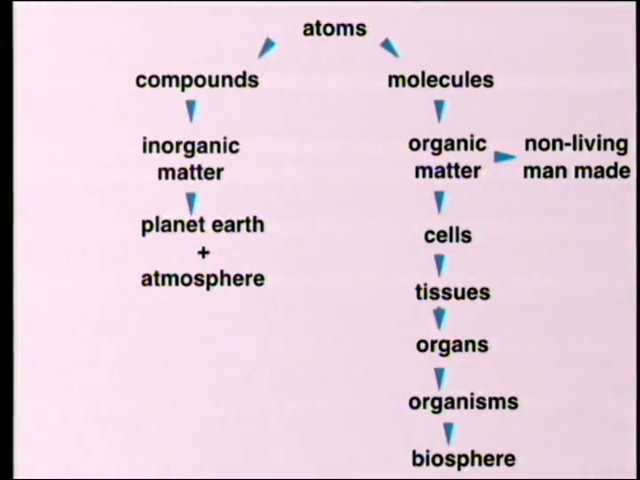 atoms
compounds
molecules
inorganic
matter
organic
matter
non-living
man made
planet earth
+
atmosphere
cells
tissues
organs
organisms
biosphere